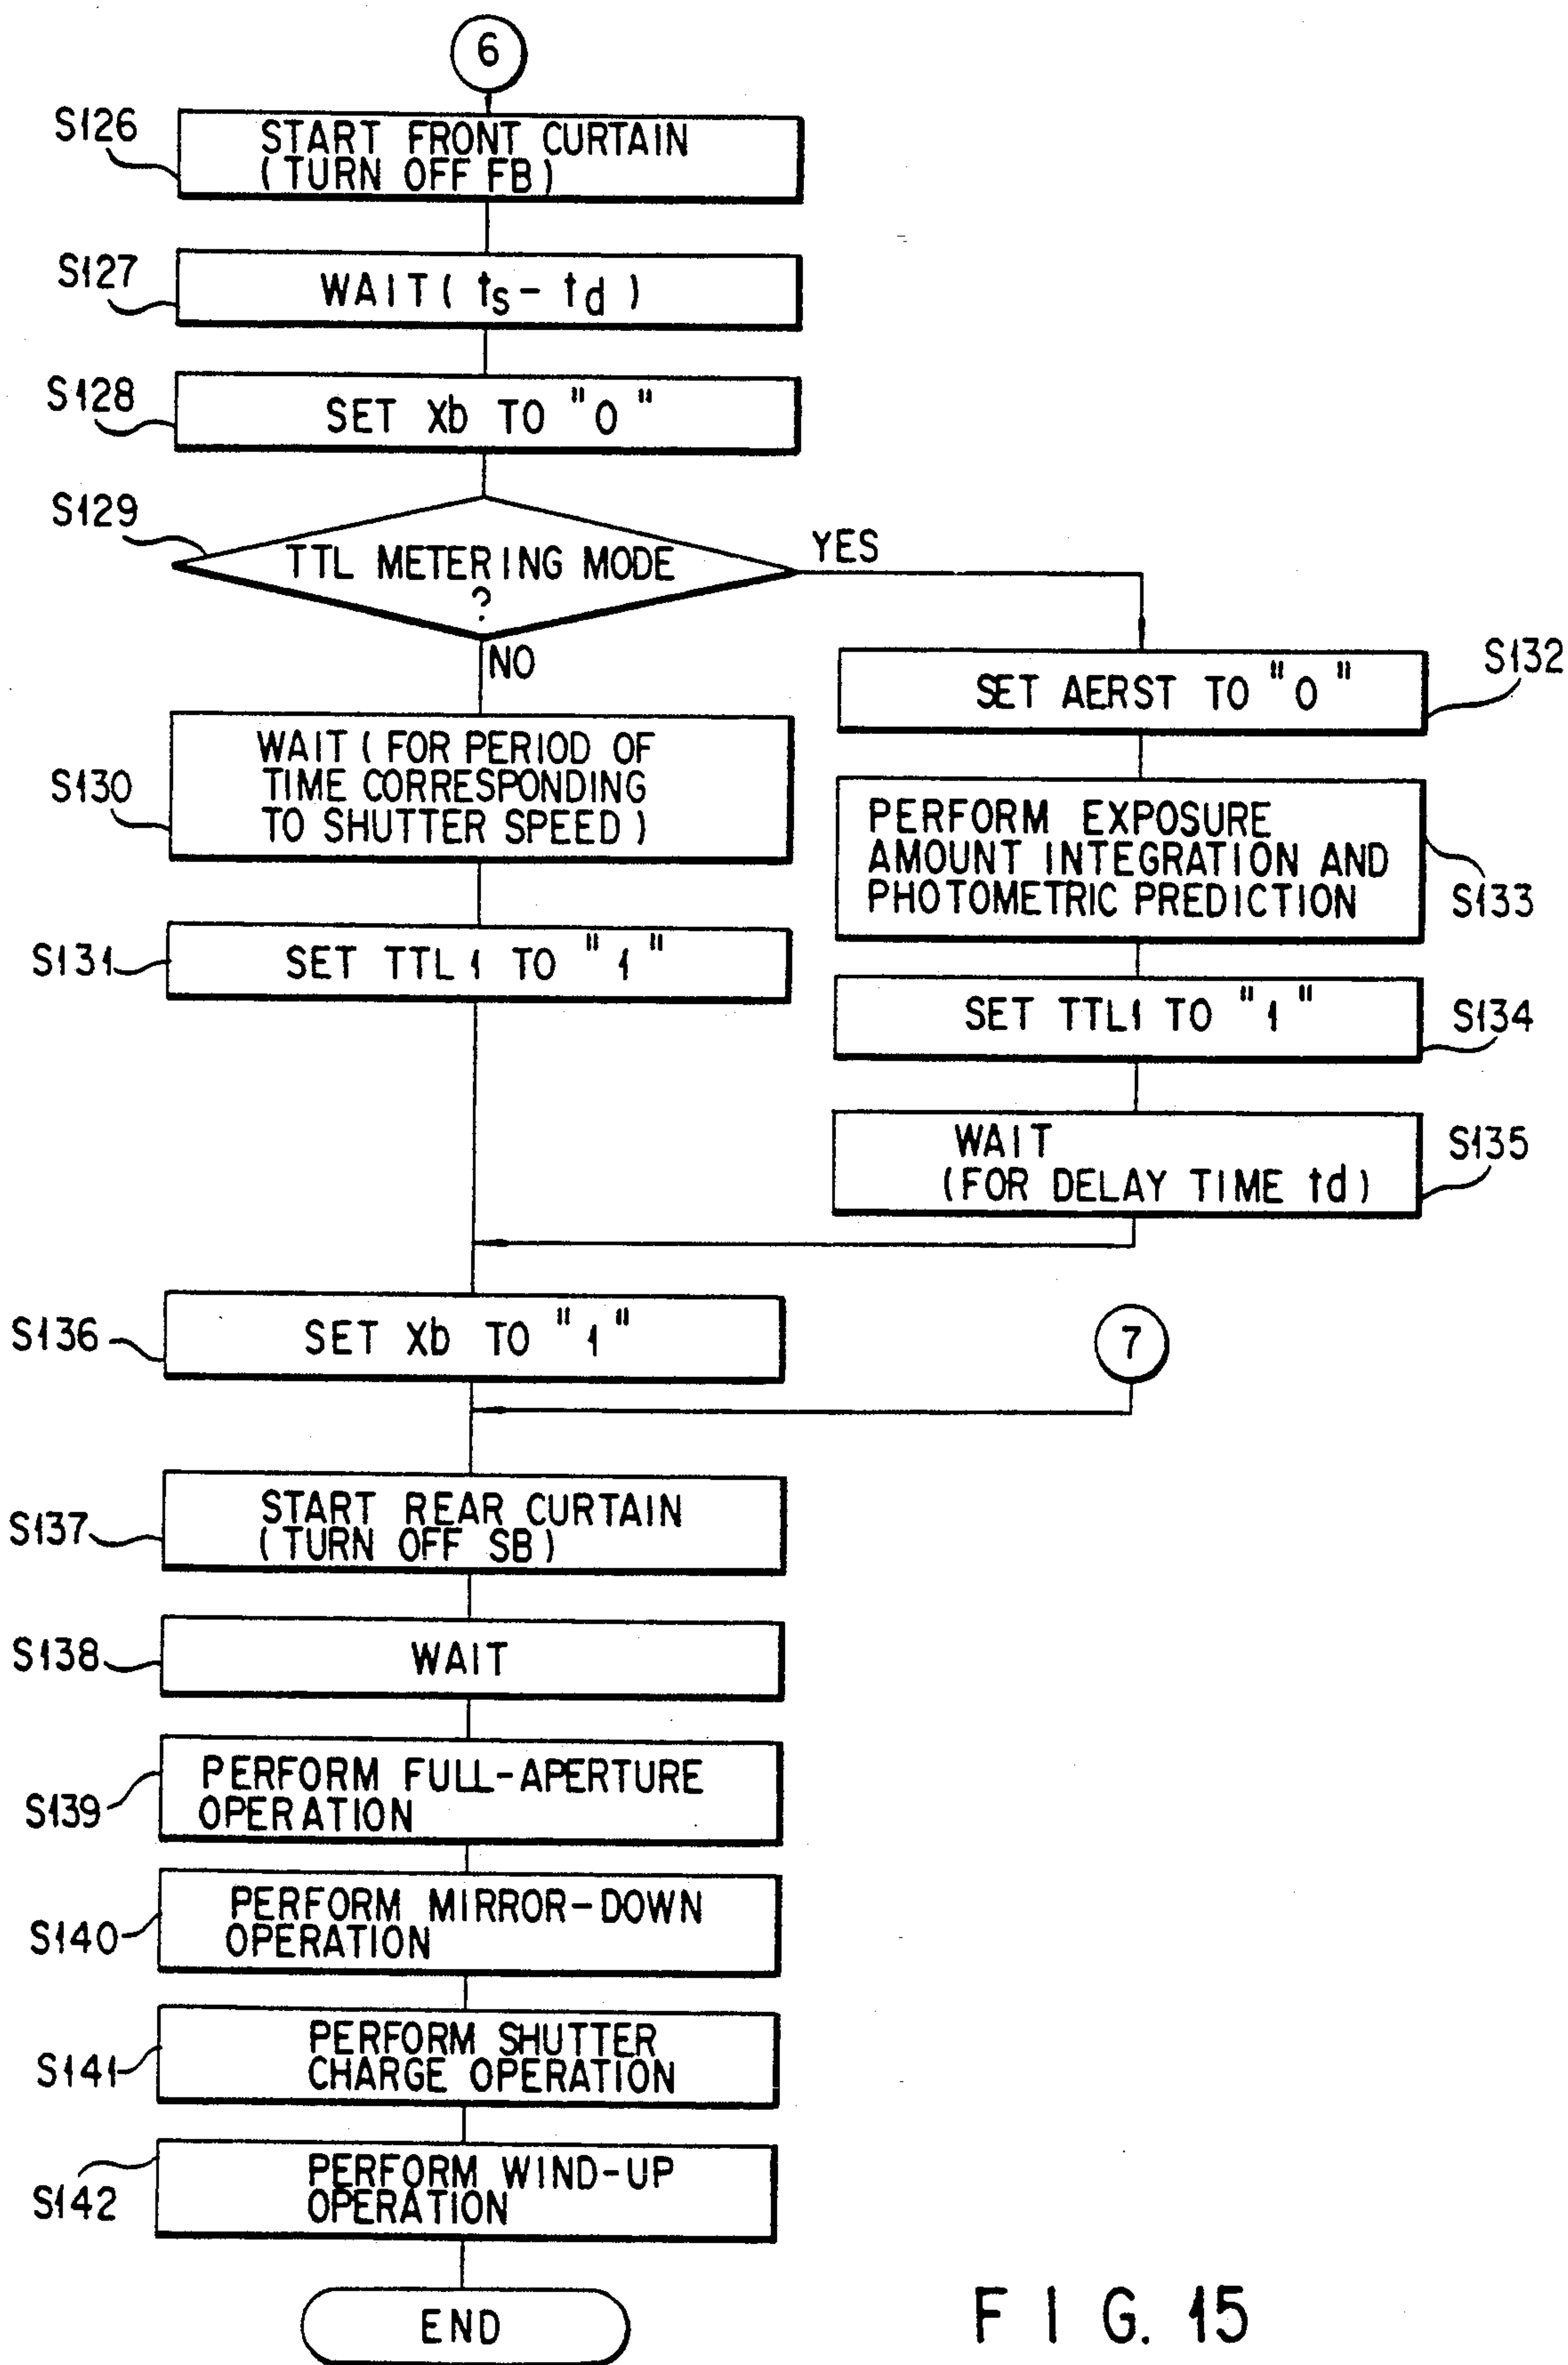 6
S126
START FRONT CURTAIN
(TURN OFF FB)
S127
WAIT( ts - td )
S128
SET Xb TO "0"
S129
TTL METERING MODE
?
YES
NO
S130
WAIT (FOR PERIOD OF
TIME CORRESPONDING
TO SHUTTER SPEED)
S131
SET TTL1 TO "1"
S132
SET AERST TO "0"
S133
PERFORM EXPOSURE
AMOUNT INTEGRATION AND
PHOTOMETRIC PREDICTION
S134
SET TTL1 TO "1"
S135
WAIT
(FOR DELAY TIME td)
S136
SET Xb TO "1"
7
S137
START REAR CURTAIN
(TURN OFF SB)
S138
WAIT
S139
PERFORM FULL-APERTURE
OPERATION
S140
PERFORM MIRROR-DOWN
OPERATION
S141
PERFORM SHUTTER
CHARGE OPERATION
S142
PERFORM WIND-UP
OPERATION
END
FIG. 15